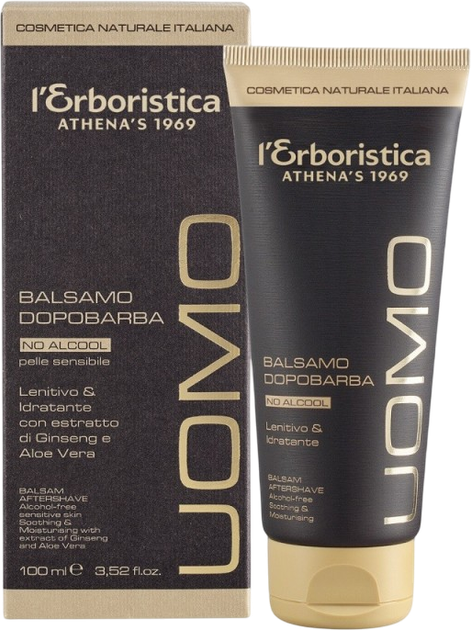 COSMETICA NATURALE ITALIANA
l'Erboristica
ATHENA'S 1969
UOMO
BALSAMO
DOPOBARBA
NO ALCOOL
pelle sensibile
Lenitivo &
Idratante
con estratto
di Ginseng e
Aloe Vera
BALSAM
AFTERSHAVE
Alcohol-free
sensitive skin
Soothing &
Moisturising with
extract of Ginseng
and Aloe Vera
100 ml e 3,52 fl.oz.
COSMETICA NATURALE ITALIANA
l'Erboristica
ATHENA'S 1969
UOMO
BALSAMO
DOPOBARBA
NO ALCOOL
Lenitivo &
Idratante
BALSAM
AFTERSHAVE
Alcohol-free
Soothing &
Moisturising